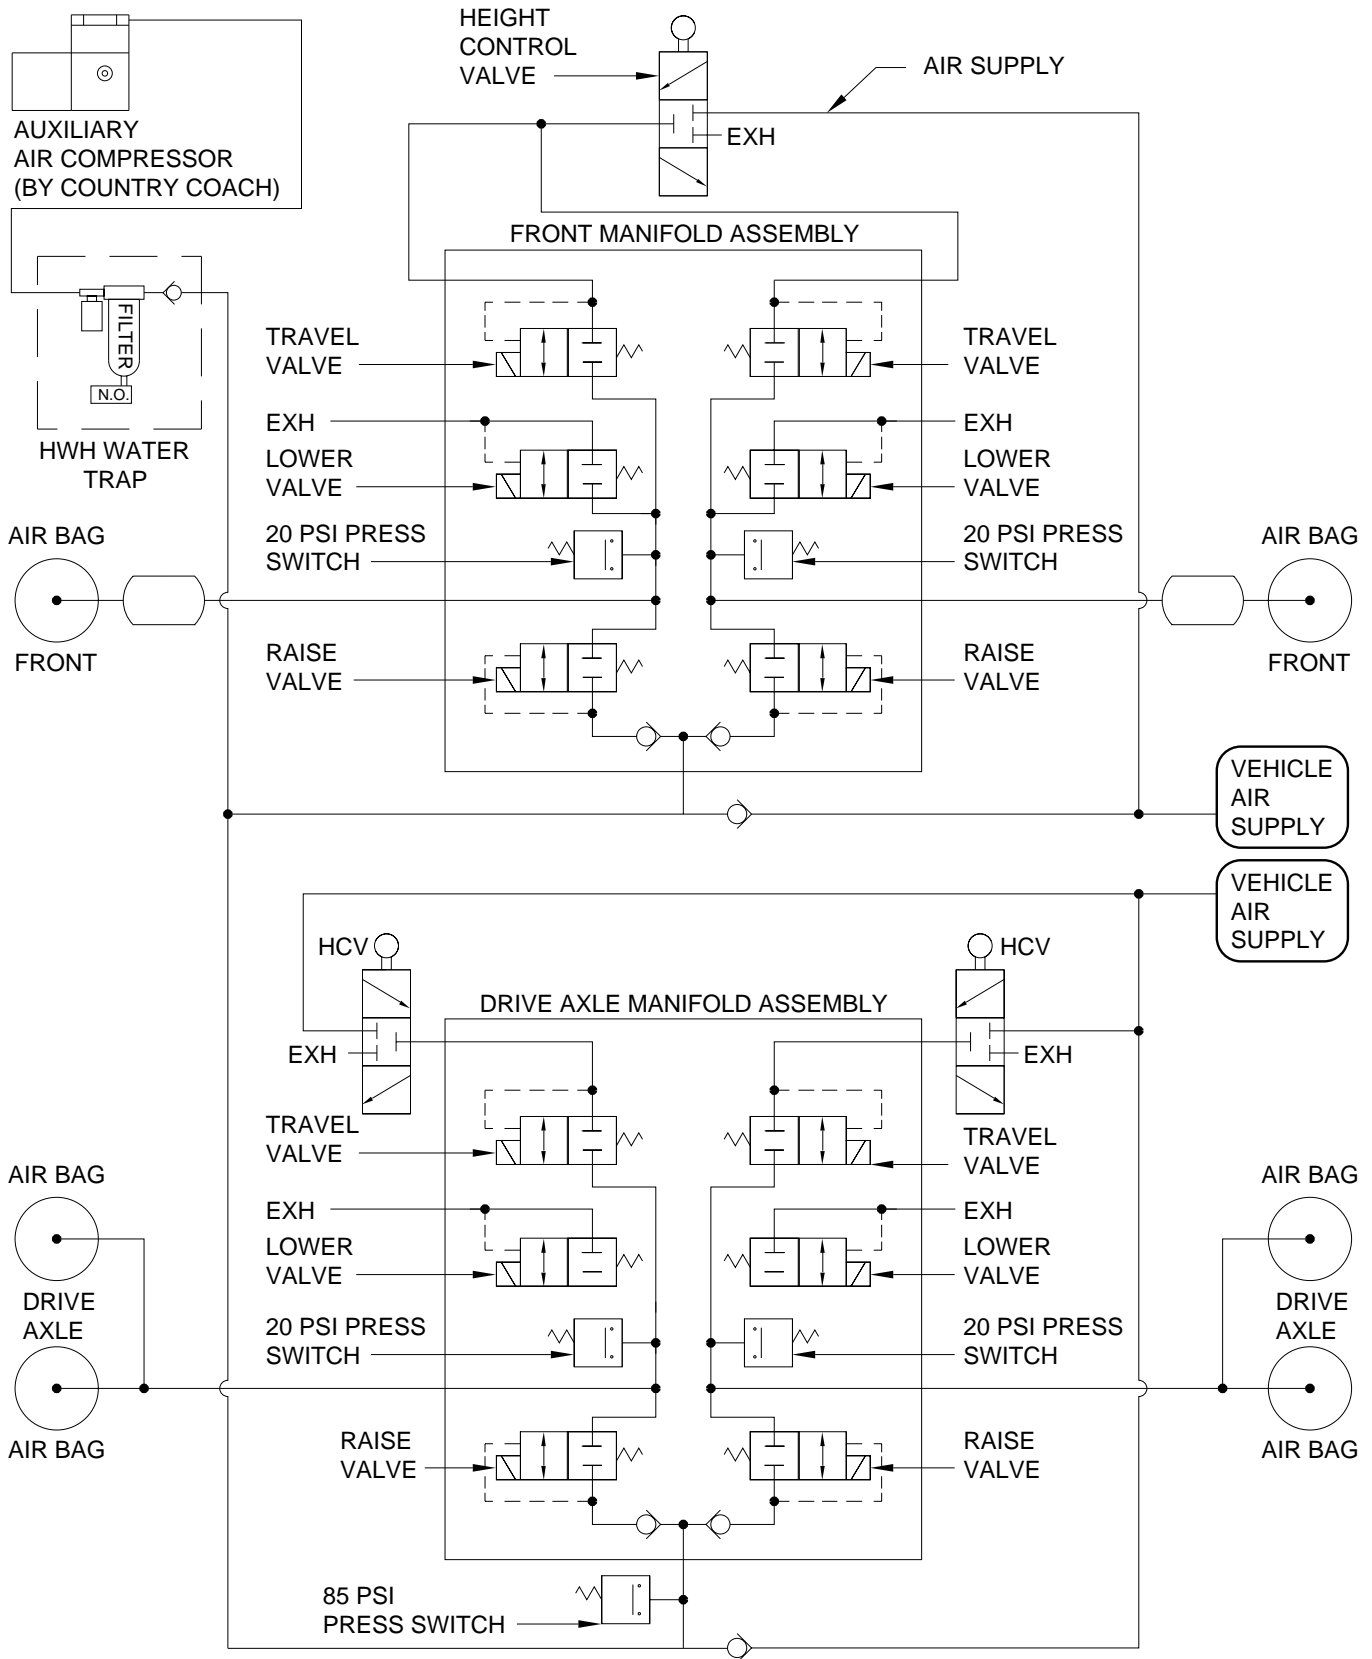 HEIGHT
CONTROL
VALVE
AIR SUPPLY
EXH
AUXILIARY
AIR COMPRESSOR
(BY COUNTRY COACH)
FRONT MANIFOLD ASSEMBLY
FILTER
N.O.
HWH WATER
TRAP
TRAVEL
VALVE
TRAVEL
VALVE
EXH
EXH
LOWER
VALVE
LOWER
VALVE
20 PSI PRESS
SWITCH
20 PSI PRESS
SWITCH
AIR BAG
FRONT
AIR BAG
FRONT
RAISE
VALVE
RAISE
VALVE
VEHICLE
AIR
SUPPLY
VEHICLE
AIR
SUPPLY
HCV
HCV
DRIVE AXLE MANIFOLD ASSEMBLY
EXH
EXH
TRAVEL
VALVE
TRAVEL
VALVE
AIR BAG
AIR BAG
EXH
EXH
LOWER
VALVE
LOWER
VALVE
DRIVE
AXLE
DRIVE
AXLE
20 PSI PRESS
SWITCH
20 PSI PRESS
SWITCH
AIR BAG
AIR BAG
RAISE
VALVE
RAISE
VALVE
85 PSI
PRESS SWITCH